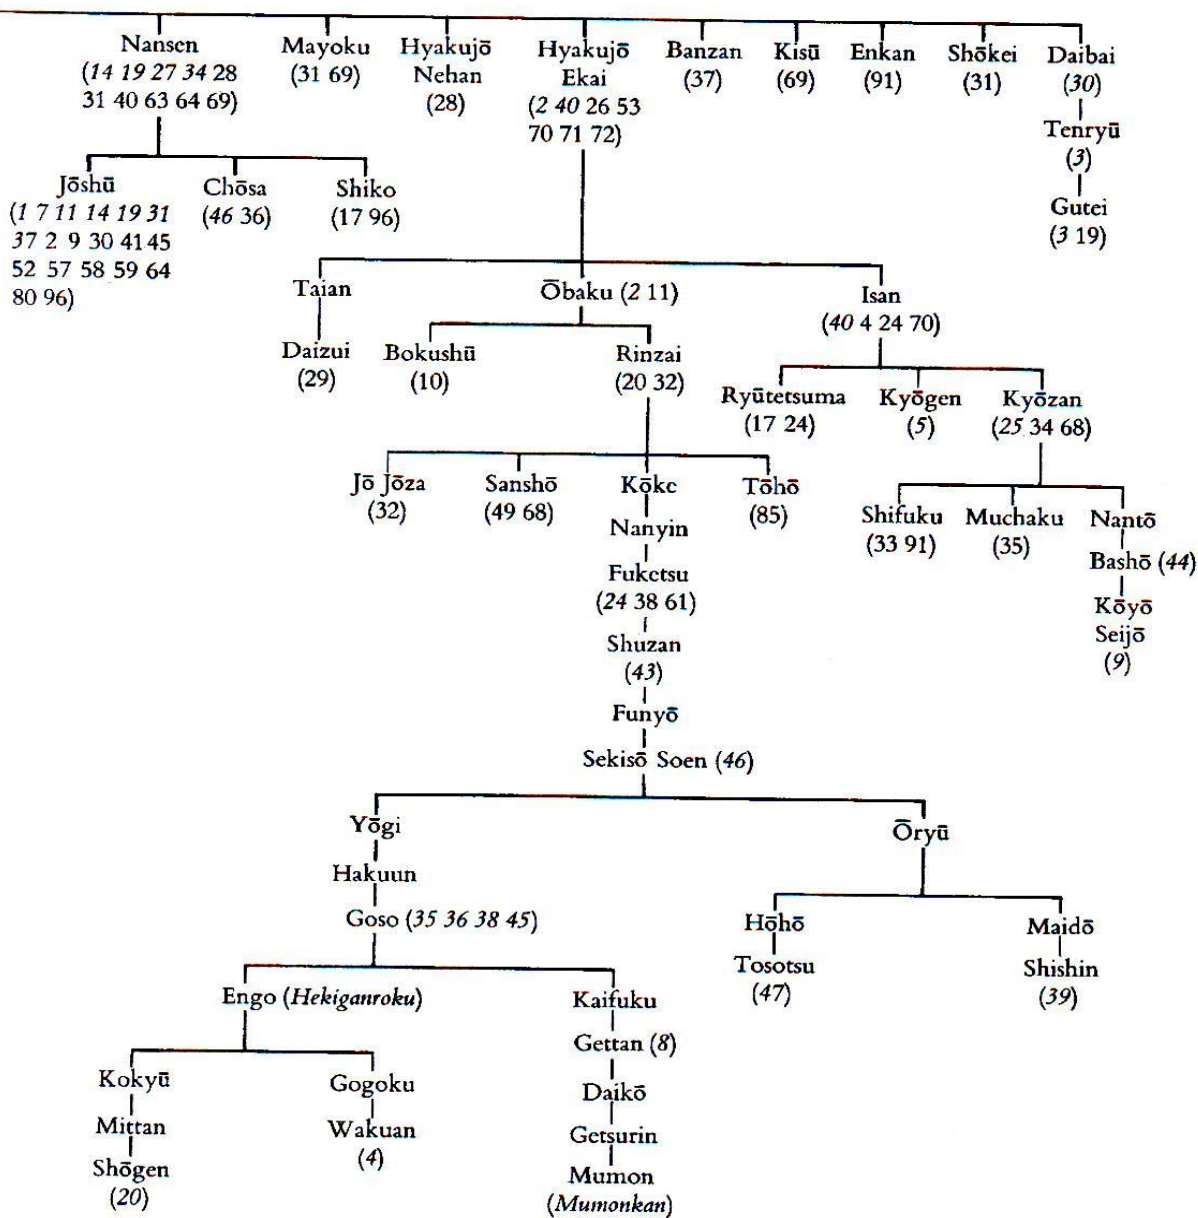 Nansen
(14 19 27 34 28
31 40 63 64 69)
Mayoku
(31 69)
Hyakujō
Nehan
(28)
Hyakujō
Ekai
(2 40 26 53
70 71 72)
Banzan
(37)
Kisū
(69)
Enkan
(91)
Shōkei
(31)
Daibai
(30)
Tenryū
(3)
Gutei
(3 19)
Jōshū
(1 7 11 14 19 31
37 2 9 30 41 45
52 57 58 59 64
80 96)
Chōsa
(46 36)
Shiko
(17 96)
Taian
Ōbaku (2 11)
Isan
(40 4 24 70)
Daizui
(29)
Bokushū
(10)
Rinzai
(20 32)
Ryūtetsuma
(17 24)
Kyōgen
(5)
Kyōzan
(25 34 68)
Jō Jōza
(32)
Sanshō
(49 68)
Kōke
Tōhō
(85)
Shifuku
(33 91)
Muchaku
(35)
Nantō
Bashō (44)
Kōyō
Seijō
(9)
Nanyin
Fuketsu
(24 38 61)
Shuzan
(43)
Funyō
Sekisō Soen (46)
Yōgi
Ōryū
Hakuun
Goso (35 36 38 45)
Hōhō
Tosotsu
(47)
Maidō
Shishin
(39)
Engo (Hekiganroku)
Kaifuku
Gettan (8)
Daikō
Getsurin
Mumon
(Mumonkan)
Kokyū
Mittan
Shōgen
(20)
Gogoku
Wakuan
(4)